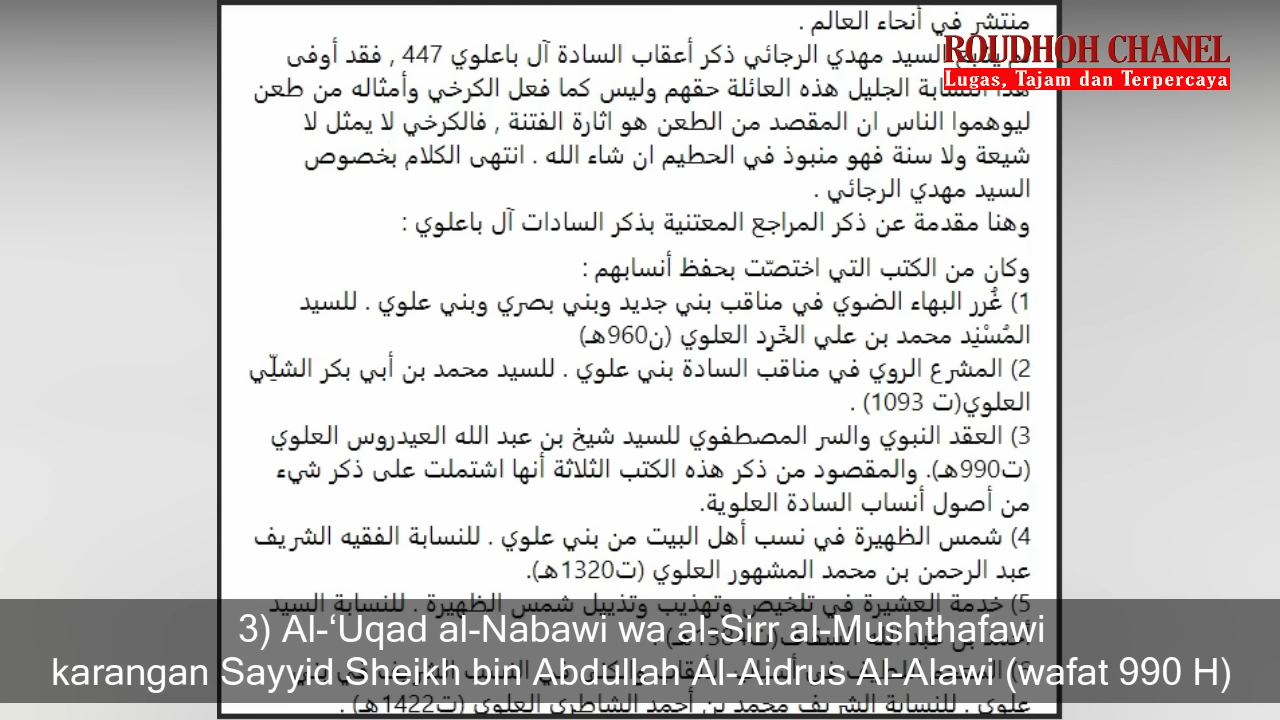 منتشر في أنحاء العالم .
السيد مهدي الرجائي ذكر أعقاب السادة آل باعلوي 447 , فقد أوفى
الجليل هذه العائلة حقهم وليس كما فعل الكرخي وأمثاله من طعن
ليوهموا الناس ان المقصد من الطعن هو اثارة الفتنة , فالكرخي لا يمثل لا
شيعة ولا سنة فهو منبوذ في الحطيم ان شاء الله . انتهى الكلام بخصوص
السيد مهدي الرجائي .
وهنا مقدمة عن ذكر المراجع المعتنية بذكر السادات آل باعلوي :
وكان من الكتب التي اختصّت بحفظ أنسابهم :
1) غُرر البهاء الضوي في مناقب بني جديد وبني بصري وبني علوي . للسيد
المُسْنِد محمد بن علي الخَرِد العلوي (ن960هـ)
2) المشرع الروي في مناقب السادة بني علوي . للسيد محمد بن أبي بكر الشلِّي
العلوي(ت 1093) .
3) العقد النبوي والسر المصطفوي للسيد شيخ بن عبد الله العيدروس العلوي
(ت990هـ). والمقصود من ذكر هذه الكتب الثلاثة أنها اشتملت على ذكر شيء
من أصول أنساب السادة العلوية.
4) شمس الظهيرة في نسب أهل البيت من بني علوي . للنسابة الفقيه الشريف
عبد الرحمن بن محمد المشهور العلوي (ت1320هـ).
5) خدمة العشيرة في تلخيص وتهذيب وتذييل شمس الظهيرة . للنسابة السيد
علوي . للنسابة الشريف محمد بن أحمد الشاطري العلوي (ت1422هـ) .
ROUDHOH CHANEL
Lugas, Tajam dan Terpercaya
3) Al-‘Uqad al-Nabawi wa al-Sirr al-Mushthafawi
karangan Sayyid Sheikh bin Abdullah Al-Aidrus Al-Alawi (wafat 990 H)